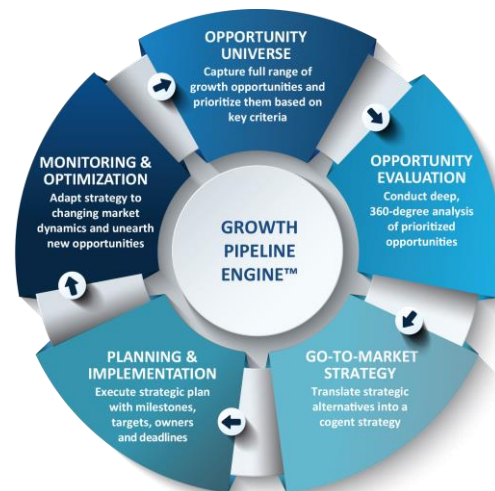 OPPORTUNITY
UNIVERSE
Capture full range of
growth opportunities and
prioritize them based on
key criteria
OPPORTUNITY
EVALUATION
Conduct deep,
360-degree analysis
of prioritized
opportunities
GO-TO-MARKET
STRATEGY
Translate strategic
alternatives into a
cogent strategy
PLANNING &
IMPLEMENTATION
Execute strategic plan
with milestones,
targets, owners
and deadlines
MONITORING &
OPTIMIZATION
Adapt strategy to
changing market
dynamics and unearth
new opportunities
GROWTH
PIPELINE
ENGINE™